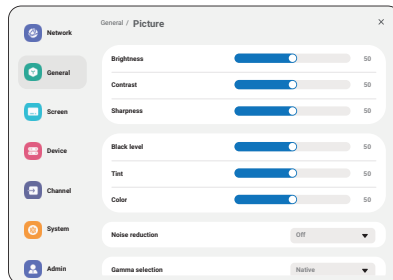 General / Picture
Network
General
Screen
Device
Channel
System
Admin
Brightness 50
Contrast 50
Sharpness 50
Black level 50
Tint 50
Color 50
Noise reduction Off
Gamma selection Native